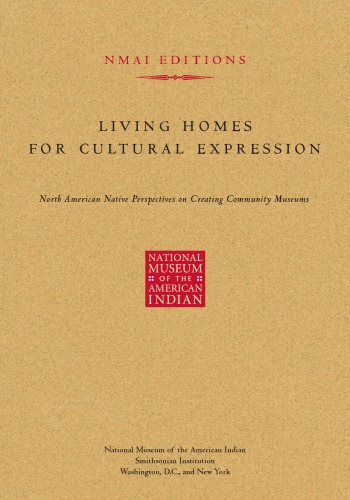 NMAI EDITIONS
LIVING HOMES
FOR CULTURAL EXPRESSION
North American Native Perspectives on Creating Community Museums
NATIONAL
MUSEUM
OF THE
AMERICAN
INDIAN
National Museum of the American Indian
Smithsonian Institution
Washington, D.C., and New York